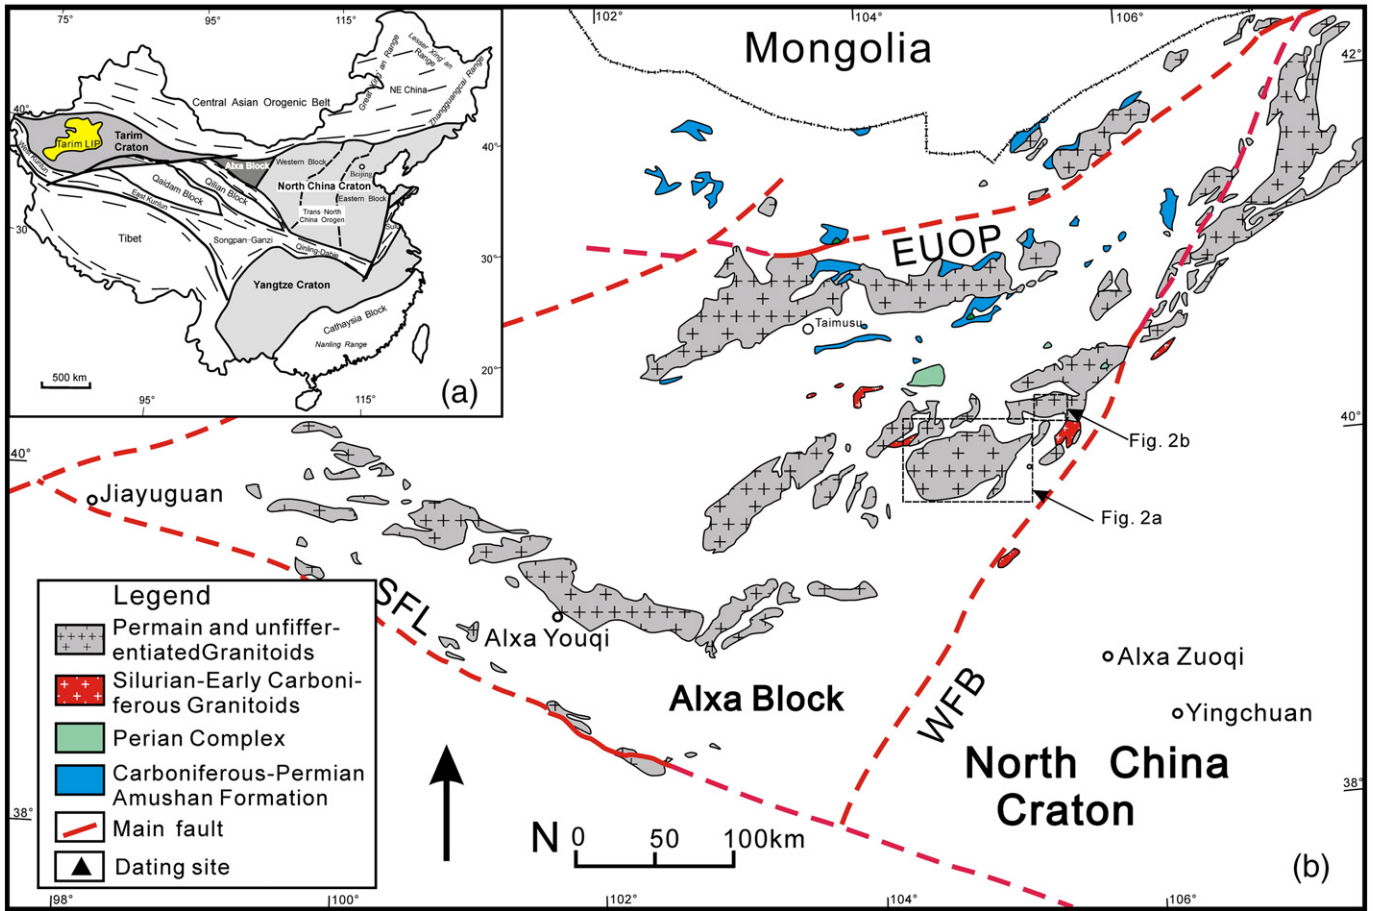 75°
95°
115°
Lesser Xing' an
Range
Great Xing' an Range
NE China
Zhangguangcai Range
Central Asian Orogenic Belt
40°
Tarim LIP
Tarim
Craton
West Kunlun
Alxa Block
Western Block
Beijing
40°
Qaidam Block
Qilian Block
North China Craton
Eastern Block
East Kunlun
Trans-North
China Orogen
30
Tibet
Songpan-Ganzi
Qinling-Dabie
Sulu
30°
Yangtze Craton
Cathaysia Block
Nanling Range
20°
500 km
95°
115°
(a)
102°
104°
106°
42°
Mongolia
EUOP
Taimusu
40°
Fig. 2b
Fig. 2a
40°
Jiayuguan
SFL
Alxa Youqi
Alxa Block
WFB
Alxa Zuoqi
Yingchuan
North China
Craton
38°
38°
Legend
Permain and unfiffer-
entiatedGranitoids
Silurian-Early Carboni-
ferous Granitoids
Perian Complex
Carboniferous-Permian
Amushan Formation
Main fault
Dating site
N
0 50 100km
(b)
98°
100°
102°
104°
106°